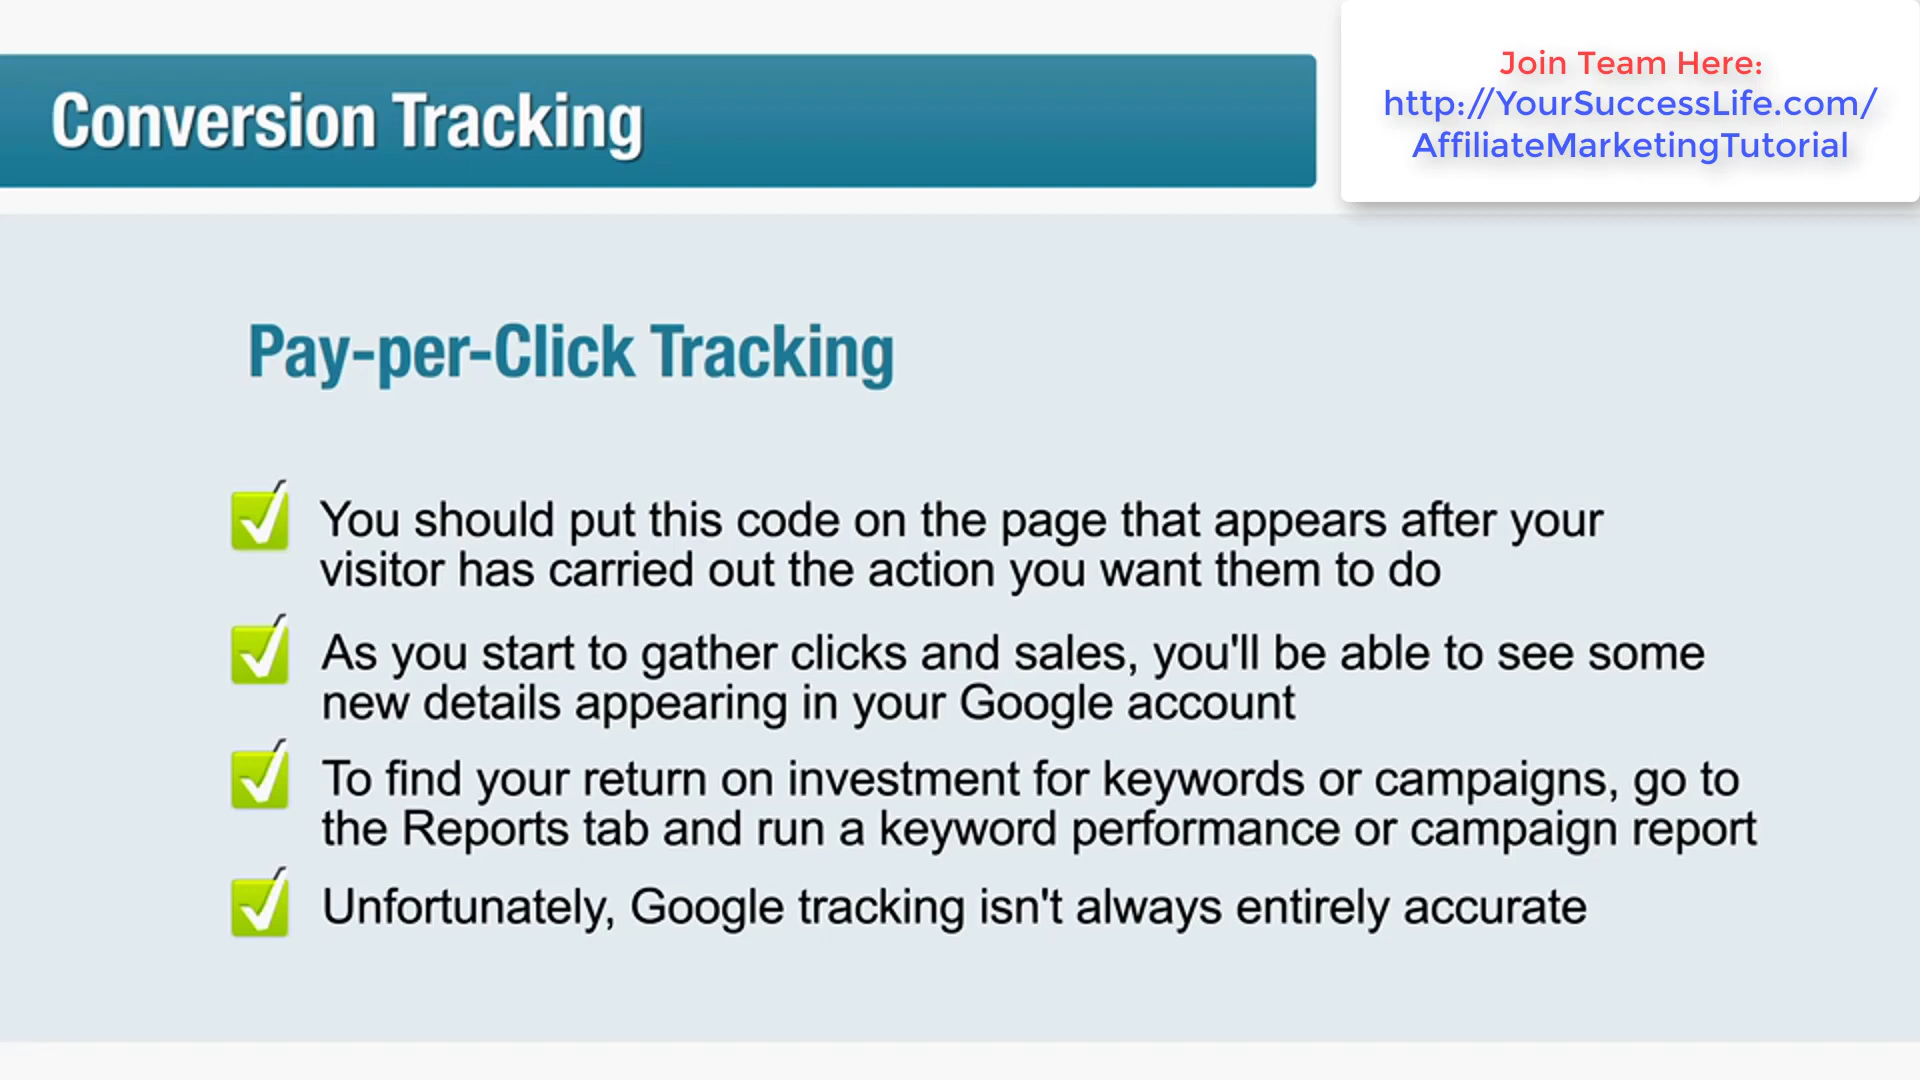 Conversion Tracking
Join Team Here:
http://YourSuccessLife.com/
AffiliateMarketingTutorial
Pay-per-Click Tracking
You should put this code on the page that appears after your
visitor has carried out the action you want them to do
As you start to gather clicks and sales, you'll be able to see some
new details appearing in your Google account
To find your return on investment for keywords or campaigns, go to
the Reports tab and run a keyword performance or campaign report
Unfortunately, Google tracking isn't always entirely accurate